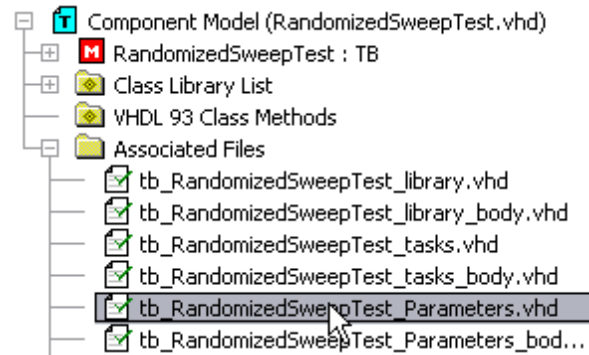 T Component Model (RandomizedSweepTest.vhd)
M RandomizedSweepTest : TB
Class Library List
VHDL 93 Class Methods
Associated Files
tb_RandomizedSweepTest_library.vhd
tb_RandomizedSweepTest_library_body.vhd
tb_RandomizedSweepTest_tasks.vhd
tb_RandomizedSweepTest_tasks_body.vhd
tb_RandomizedSweepTest_Parameters.vhd
tb_RandomizedSweepTest_Parameters_bod...